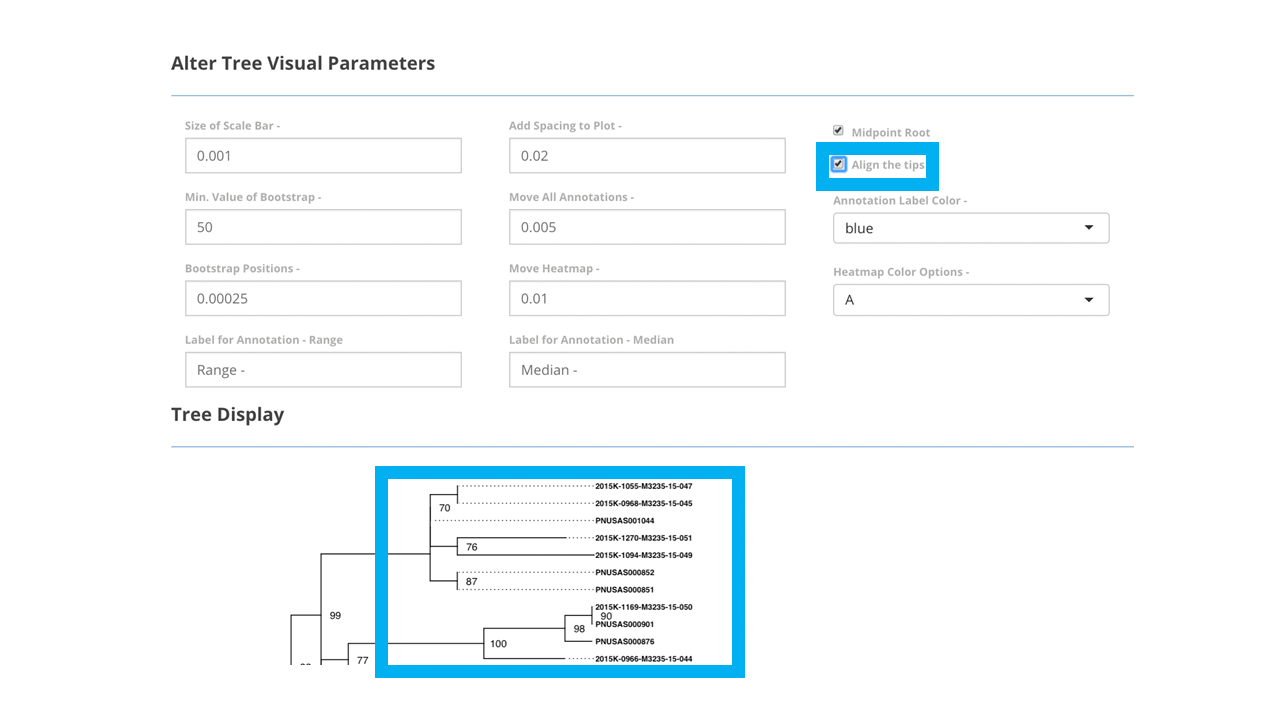 Alter Tree Visual Parameters
Size of Scale Bar -
0.001
Add Spacing to Plot -
0.02
Midpoint Root
Align the tips
Min. Value of Bootstrap -
50
Move All Annotations -
0.005
Annotation Label Color -
blue
Bootstrap Positions -
0.00025
Move Heatmap -
0.01
Heatmap Color Options -
A
Label for Annotation - Range
Range -
Label for Annotation - Median
Median -
Tree Display
2015K-1055-M3235-15-047
70
2015K-0968-M3235-15-045
PNUSAS001044
2015K-1270-M3235-15-051
76
2015K-1094-M3235-15-049
PNUSAS000852
87
PNUSAS000851
2015K-1169-M3235-15-050
99
90
PNUSAS000901
98
PNUSAS000876
100
2015K-0966-M3235-15-044
77